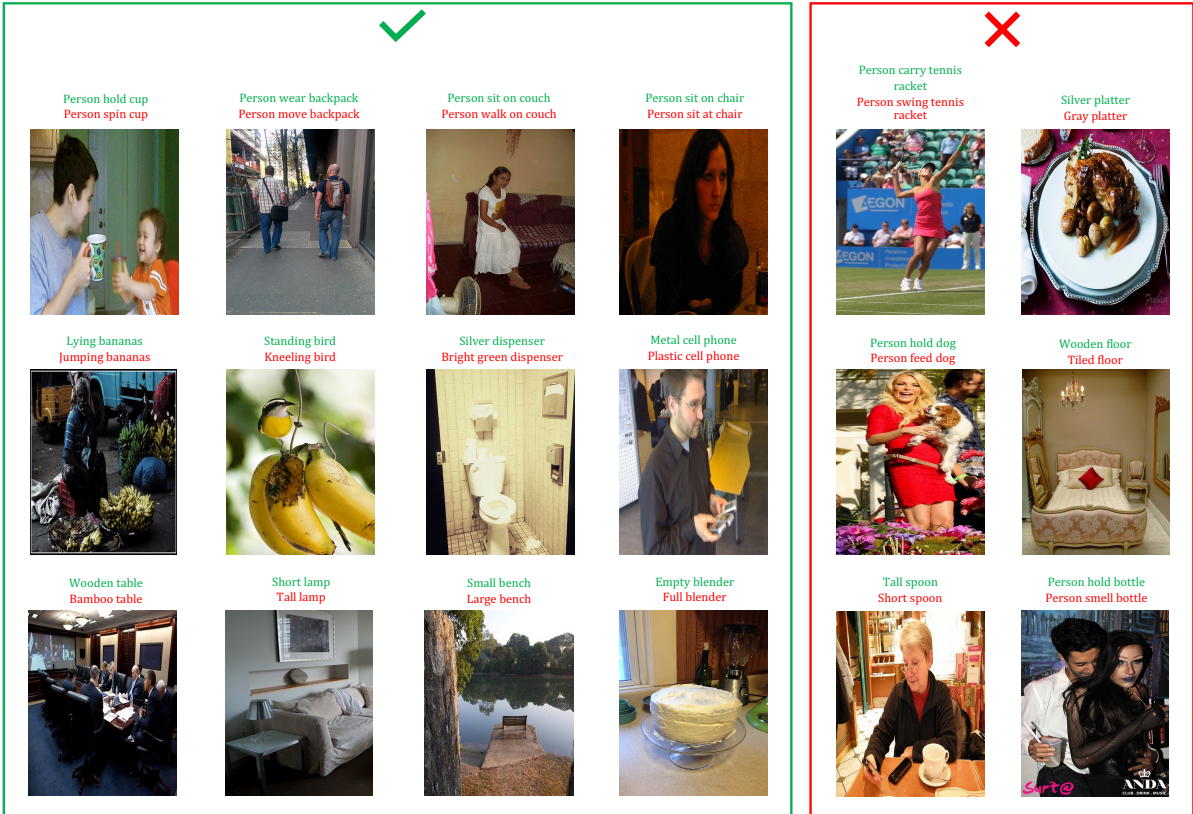 Person hold cup
Person spin cup
Person wear backpack
Person move backpack
Person sit on couch
Person walk on couch
Person sit on chair
Person sit at chair
Person carry tennis
racket
Person swing tennis
racket
Silver platter
Gray platter
ÆGON
ÆGON
Lying bananas
Jumping bananas
Standing bird
Kneeling bird
Silver dispenser
Bright green dispenser
Metal cell phone
Plastic cell phone
Person hold dog
Person feed dog
Wooden floor
Tiled floor
Wooden table
Bamboo table
Short lamp
Tall lamp
Small bench
Large bench
Empty blender
Full blender
Tall spoon
Short spoon
Person hold bottle
Person smell bottle
Surt@
ANDA
CLUB . DRINK . MUSIC